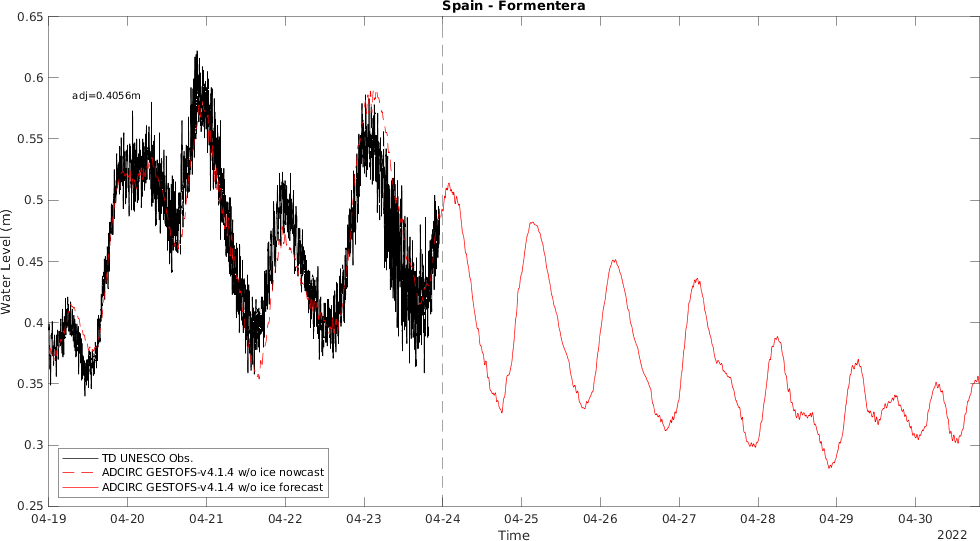 Spain - Formentera
0.65
0.6
0.55
0.5
0.45
0.4
0.35
0.3
0.25
Water Level (m)
adj=0.4056m
TD UNESCO Obs.
ADCIRC GESTOFS-v4.1.4 w/o ice nowcast
ADCIRC GESTOFS-v4.1.4 w/o ice forecast
04-19 04-20 04-21 04-22 04-23 04-24 04-25 04-26 04-27 04-28 04-29 04-30
Time
2022